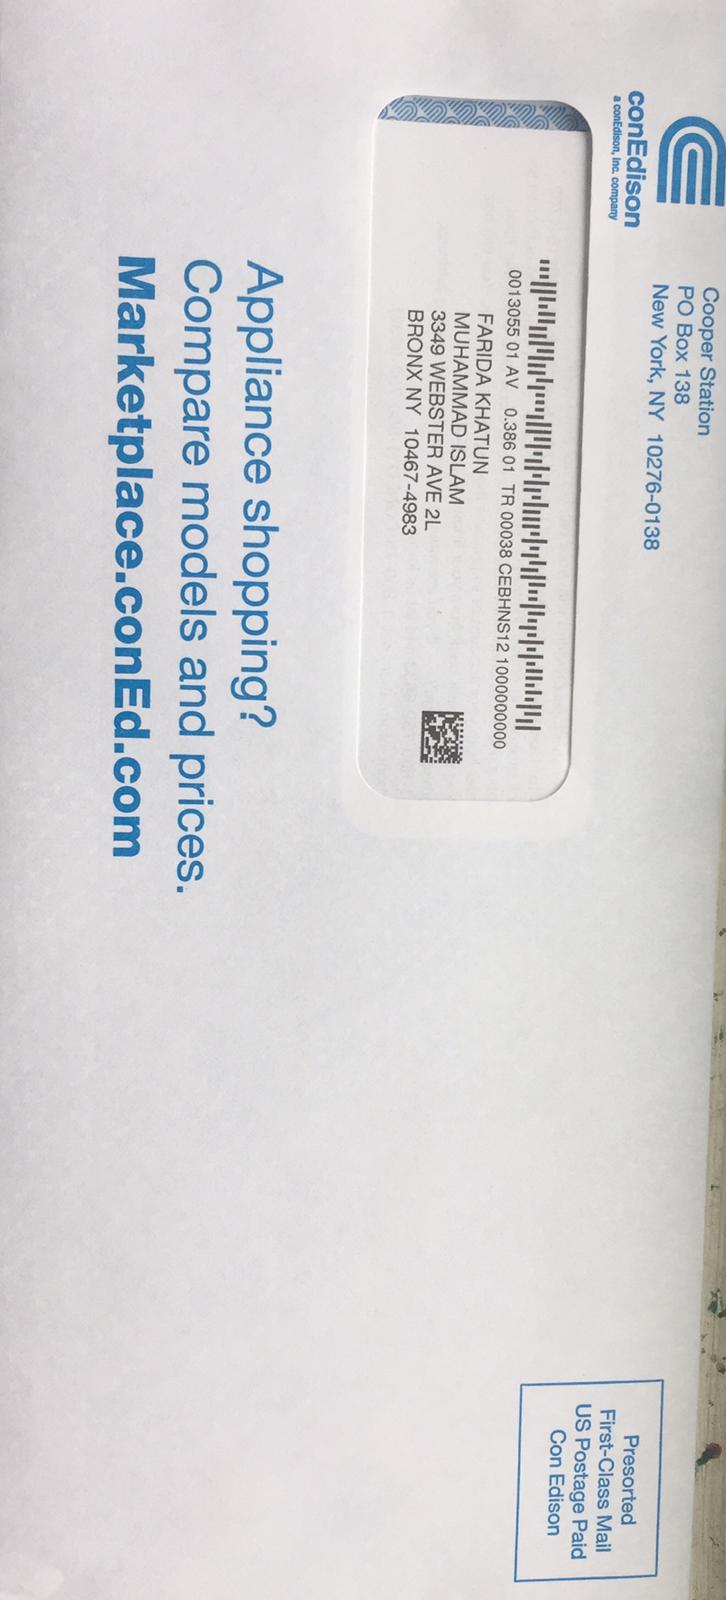 conEdison
a conEdison, inc. company
Cooper Station
PO Box 138
New York, NY 10276-0138
Presorted
First-Class Mail
US Postage Paid
Con Edison
0013055 01 AV 0.386 01 TR 00038 CEBHNS12 1000000000
FARIDA KHATUN
MUHAMMAD ISLAM
3349 WEBSTER AVE 2L
BRONX NY 10467-4983
Appliance shopping?
Compare models and prices.
Marketplace.conEd.com